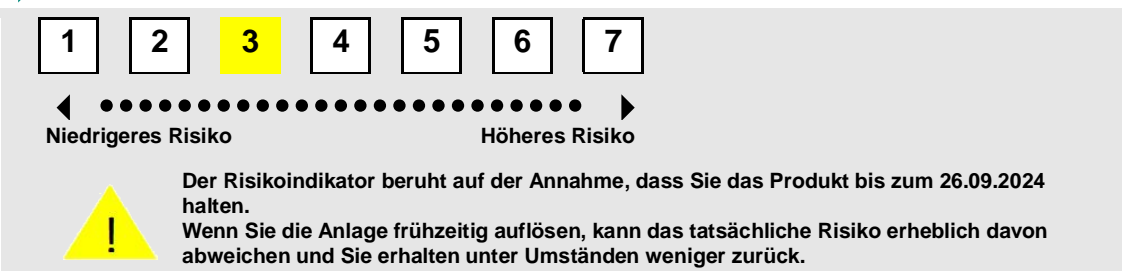 1 2 3 4 5 6 7
Niedrigeres Risiko Höheres Risiko
Der Risikoindikator beruht auf der Annahme, dass Sie das Produkt bis zum 26.09.2024
halten.
Wenn Sie die Anlage frühzeitig auflösen, kann das tatsächliche Risiko erheblich davon
abweichen und Sie erhalten unter Umständen weniger zurück.
!